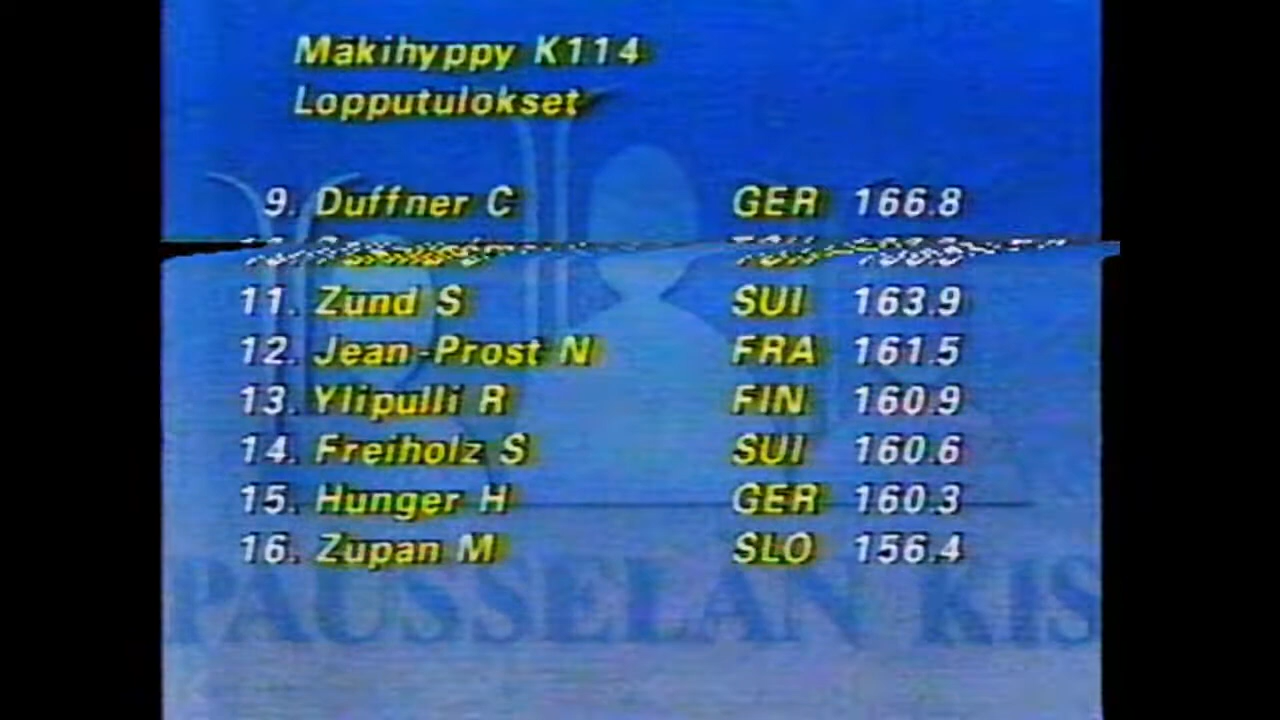 Mäkihyppy K114
Lopputulokset
9. Duffner C GER 166.8
11. Zund S SUI 163.9
12. Jean-Prost N FRA 161.5
13. Ylipulli R FIN 160.9
14. Freiholz S SUI 160.6
15. Hunger H GER 160.3
16. Zupan M SLO 156.4
PAUSSELAN KIS